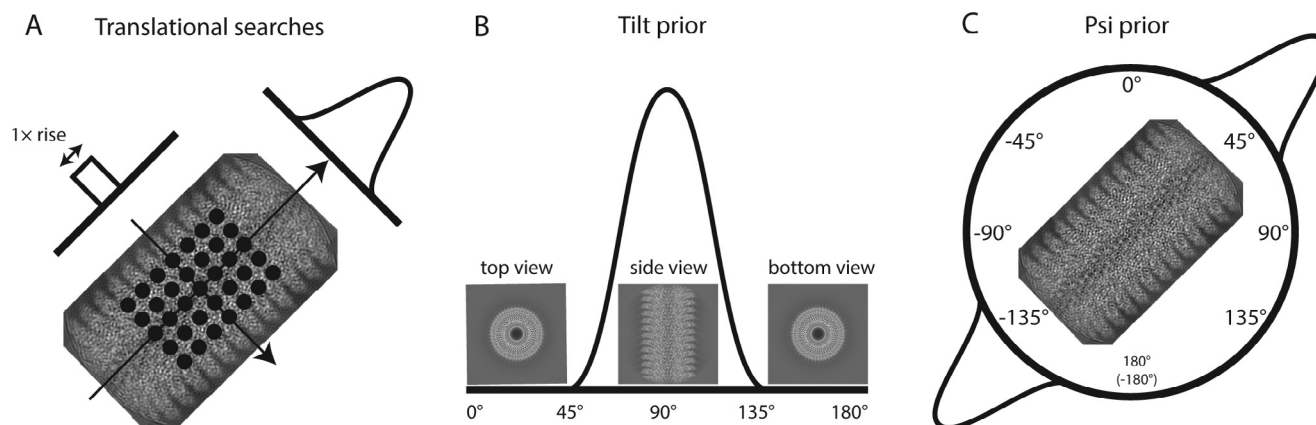 A Translational searches
1× rise
B Tilt prior
top view side view bottom view
0° 45° 90° 135° 180°
C Psi prior
0°
-45° 45°
-90° 90°
-135° 135°
180°
(-180°)